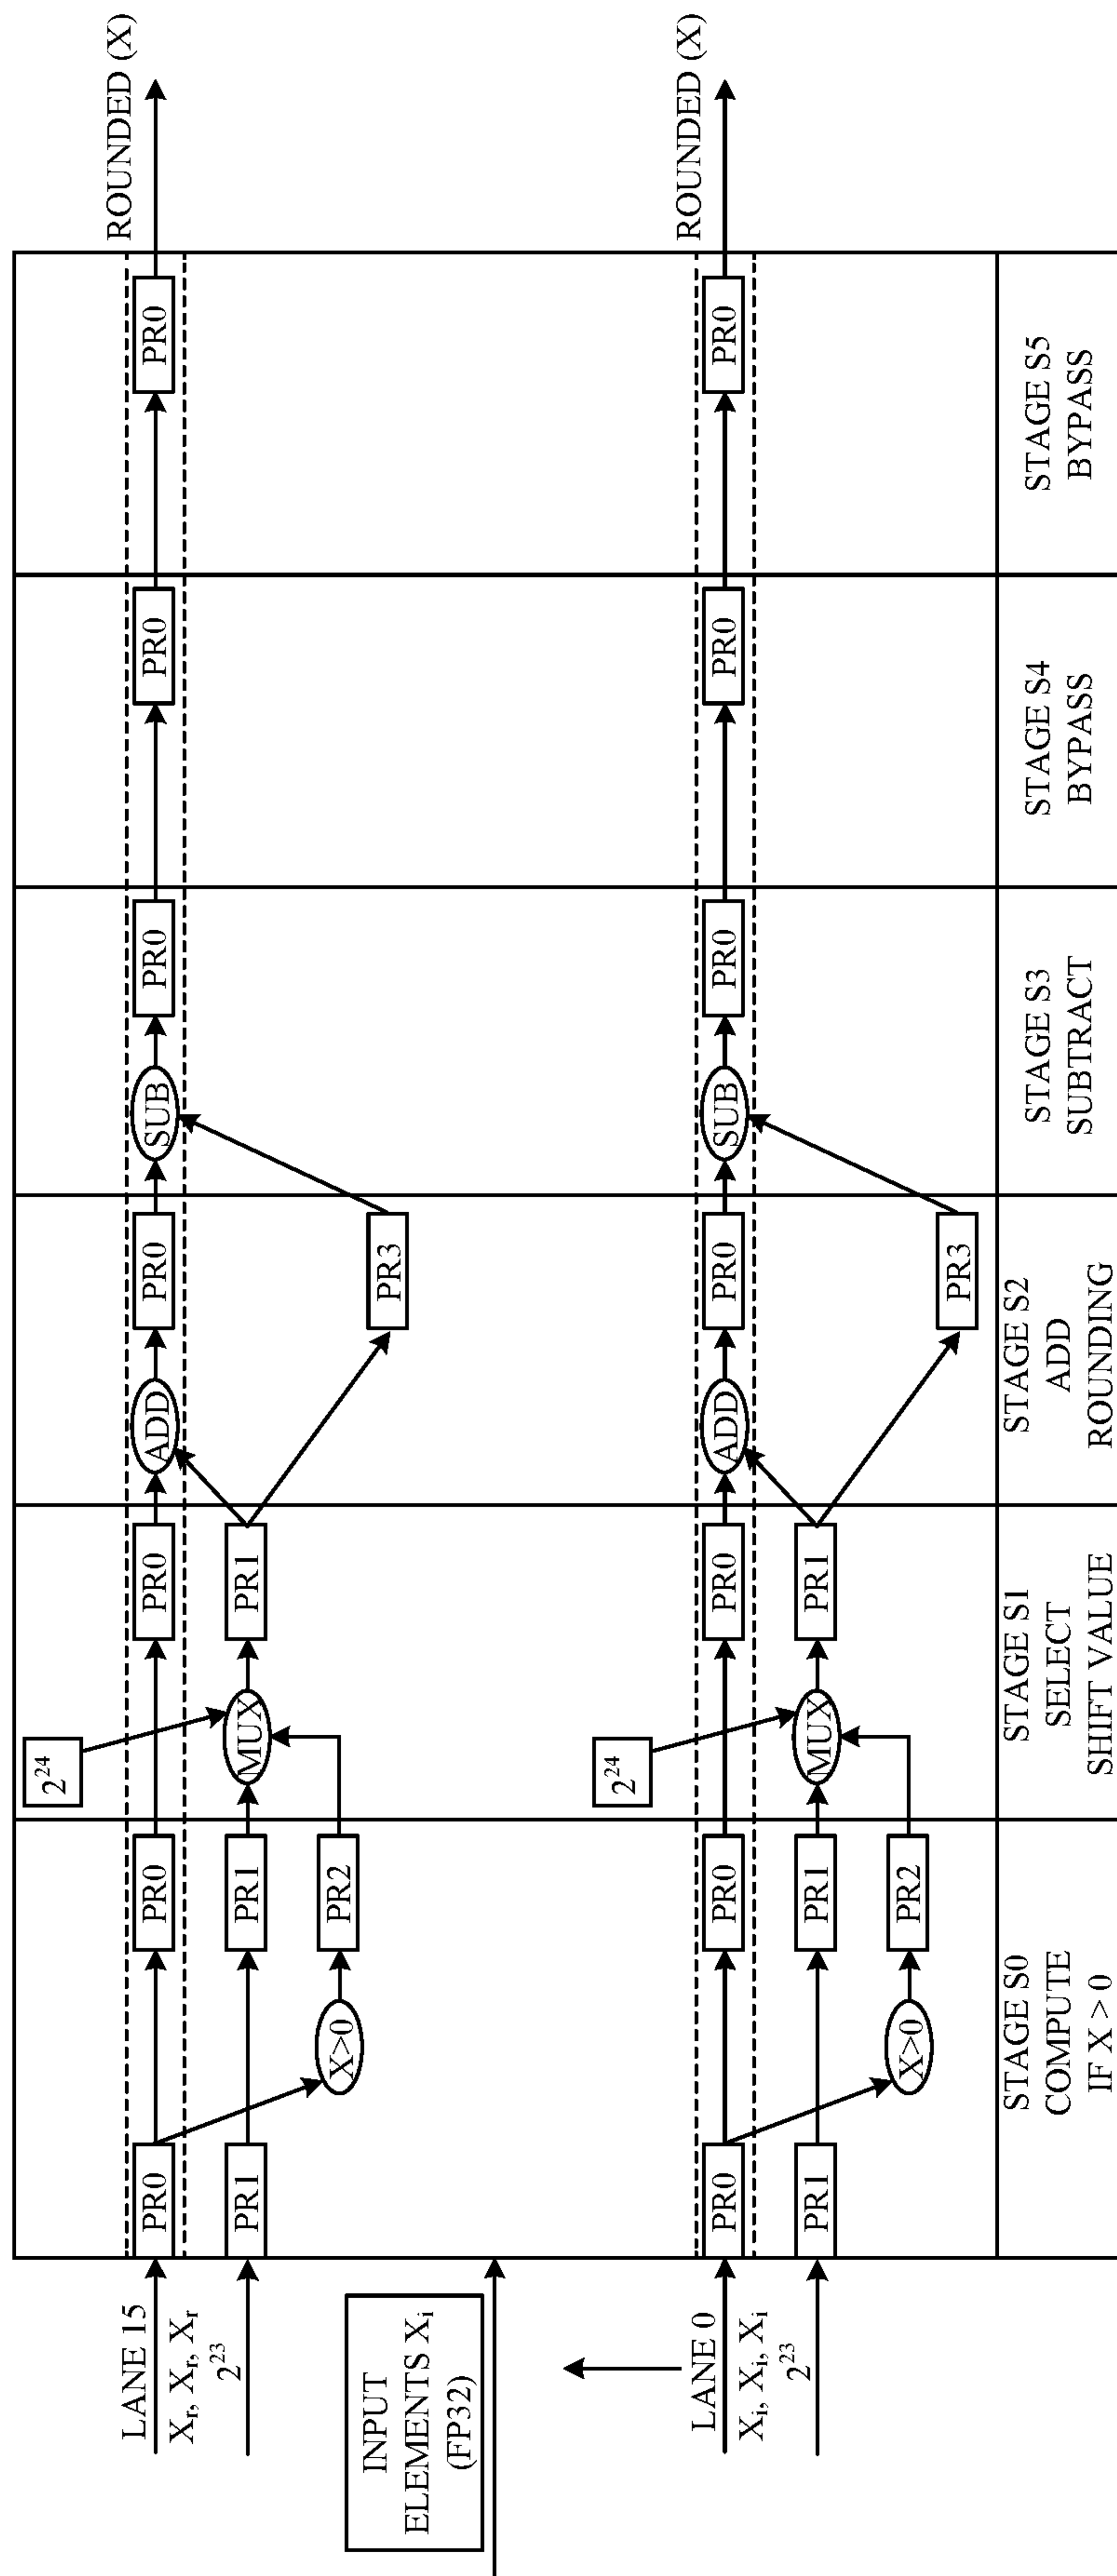 LANE 15
Xr, Xr, Xr
2^23
INPUT
ELEMENTS Xi
(FP32)
LANE 0
Xi, Xi, Xi
2^23
PR0
PR1
X>0
PR0
PR1
PR2
2^24
MUX
PR0
PR1
ADD
PR0
PR3
SUB
PR0
PR0
PR0
ROUNDED (X)
PR0
PR1
X>0
PR0
PR1
PR2
2^24
MUX
PR0
PR1
ADD
PR0
PR3
SUB
PR0
PR0
PR0
ROUNDED (X)
STAGE S0
COMPUTE
IF X > 0
STAGE S1
SELECT
SHIFT VALUE
STAGE S2
ADD
ROUNDING
STAGE S3
SUBTRACT
STAGE S4
BYPASS
STAGE S5
BYPASS